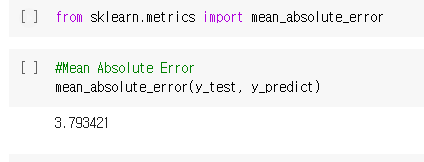 [ ] from sklearn.metrics import mean_absolute_error
[ ] #Mean Absolute Error
mean_absolute_error(y_test, y_predict)
3.793421